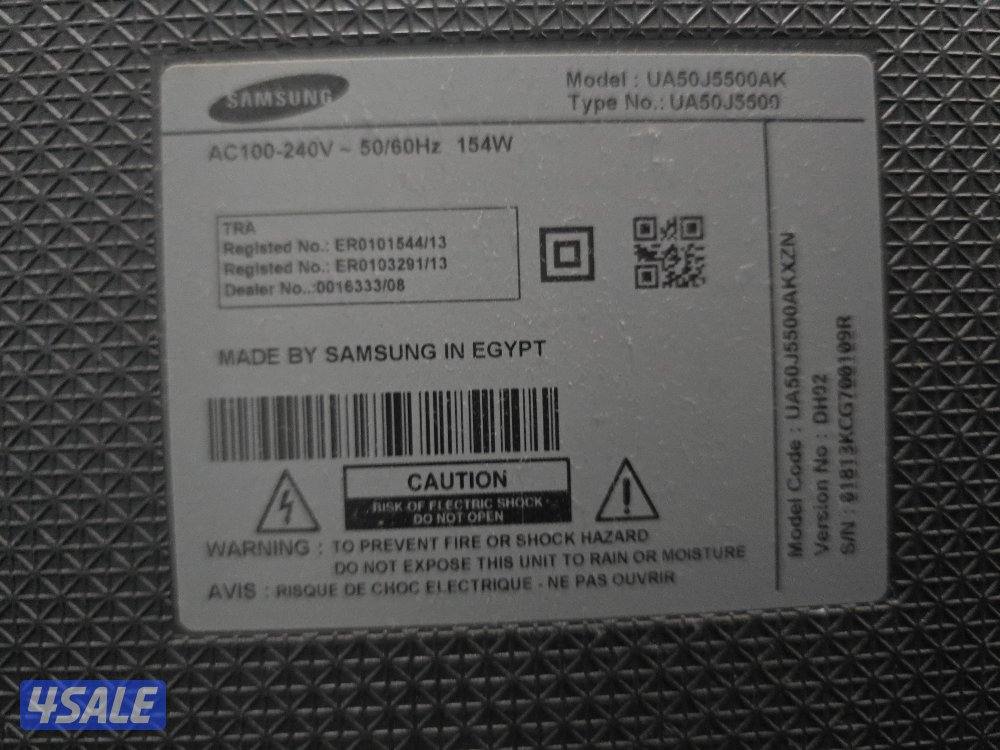 SAMSUNG
Model : UA50J5500AK
Type No.: UA50J5500
AC100-240V ~ 50/60Hz 154W
TRA
Registed No.: ER0101544/13
Registed No.: ER0103291/13
Dealer No..:0016333/08
MADE BY SAMSUNG IN EGYPT
CAUTION
RISK OF ELECTRIC SHOCK
DO NOT OPEN
WARNING : TO PREVENT FIRE OR SHOCK HAZARD
DO NOT EXPOSE THIS UNIT TO RAIN OR MOISTURE
AVIS : RISQUE DE CHOC ELECTRIQUE - NE PAS OUVRIR
Model Code : UA50J5500AKXZN
Version No : DH02
S/N : 01813KCG700109R
4SALE